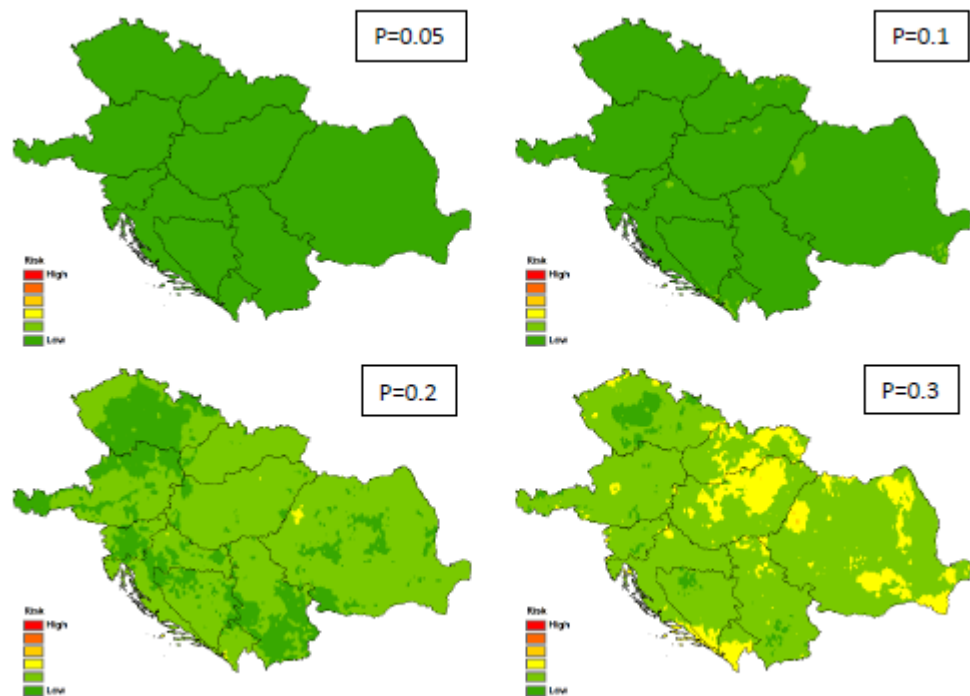 P=0.05
Risk
High
Low
P=0.1
Risk
High
Low
P=0.2
Risk
High
Low
P=0.3
Risk
High
Low